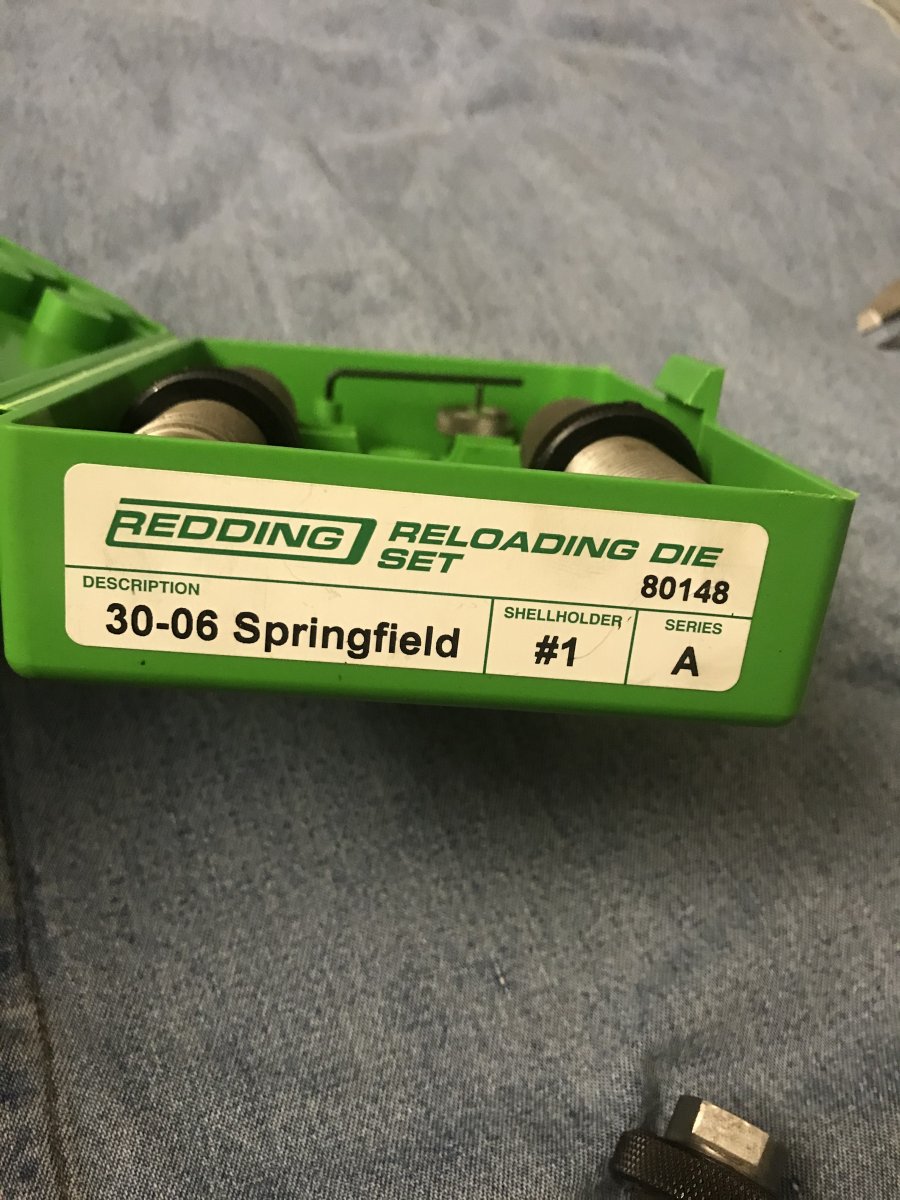 REDDING RELOADING DIE
SET
80148
DESCRIPTION
30-06 Springfield
SHELLHOLDER
#1
SERIES
A